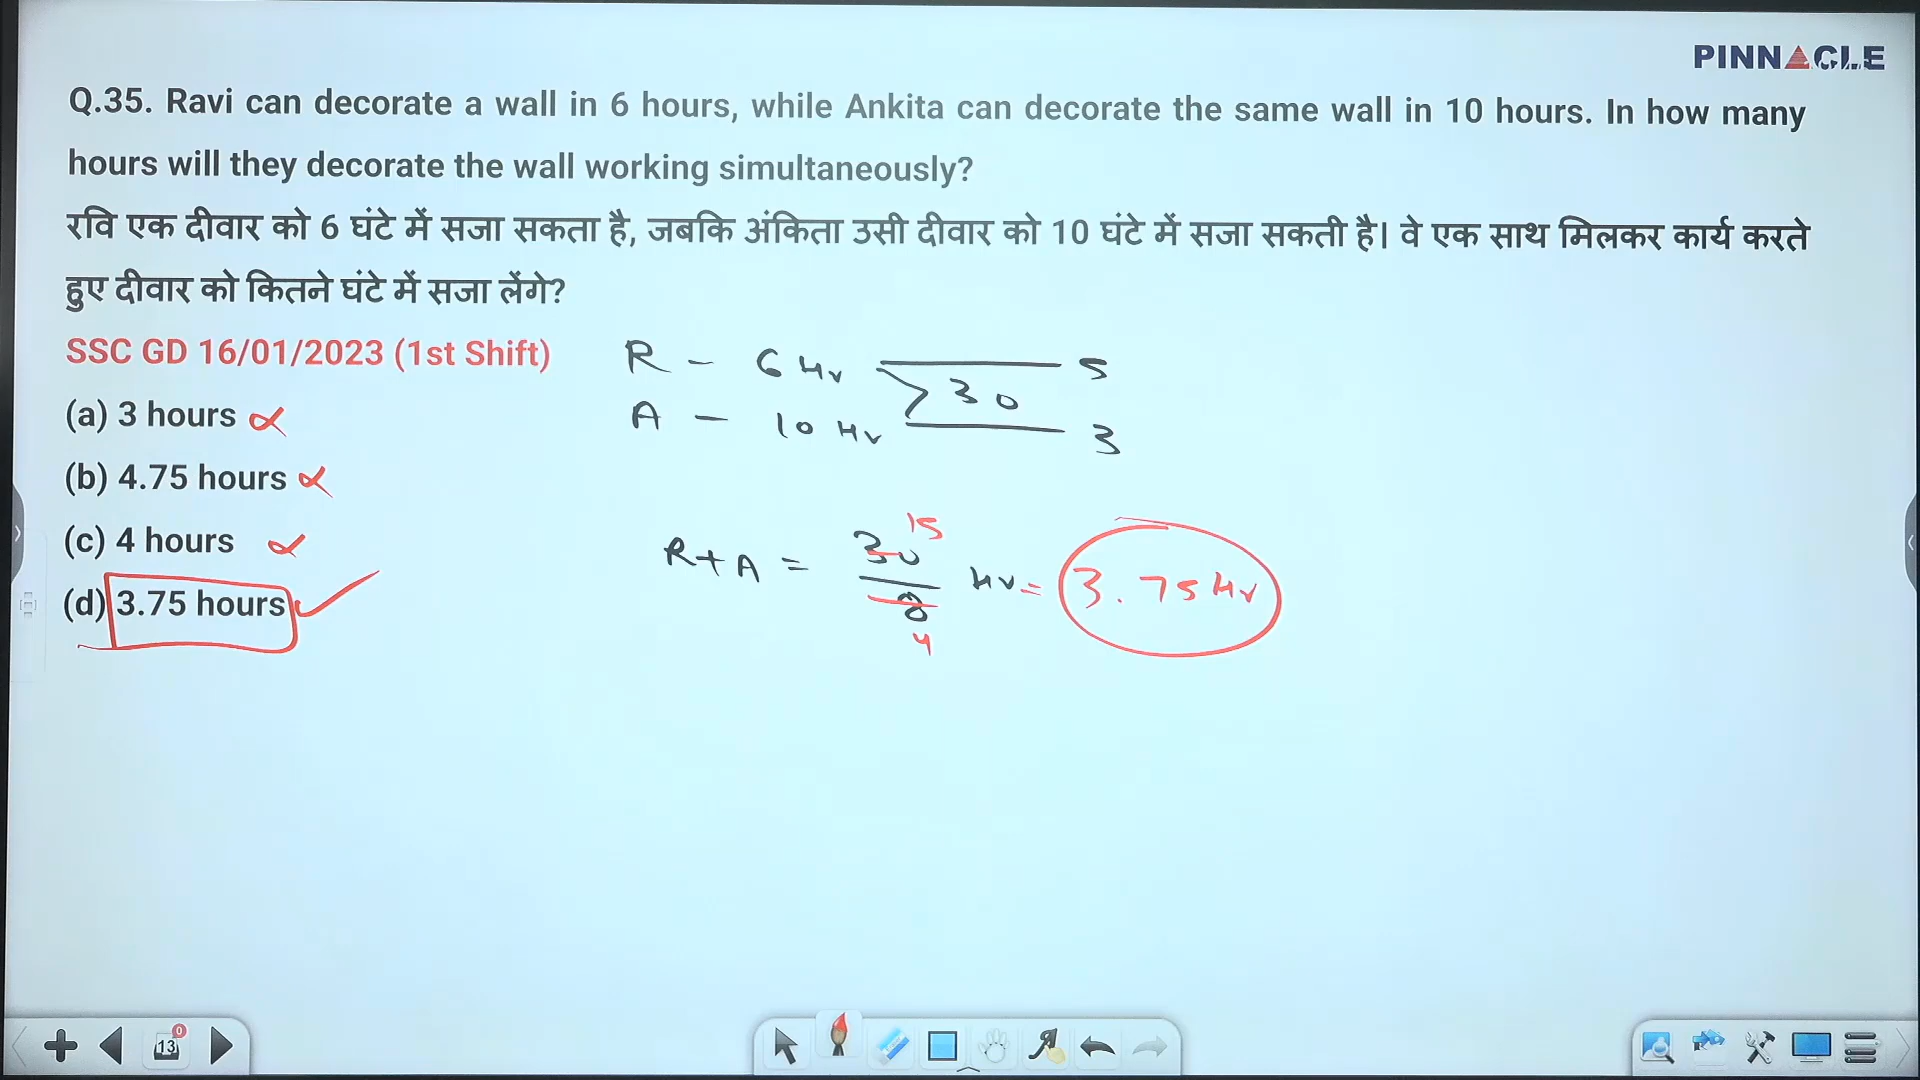 PINNACLE
Q.35. Ravi can decorate a wall in 6 hours, while Ankita can decorate the same wall in 10 hours. In how many
hours will they decorate the wall working simultaneously?
रवि एक दीवार को 6 घंटे में सजा सकता है, जबकि अंकिता उसी दीवार को 10 घंटे में सजा सकती है। वे एक साथ मिलकर कार्य करते
हुए दीवार को कितने घंटे में सजा लेंगे?
SSC GD 16/01/2023 (1st Shift)
(a) 3 hours
(b) 4.75 hours
(c) 4 hours
(d) 3.75 hours
R - 6 Hr 30 5
A - 10 Hr 3
15
R+A = 30/8 Hr = 3.75 Hr
4
13
0